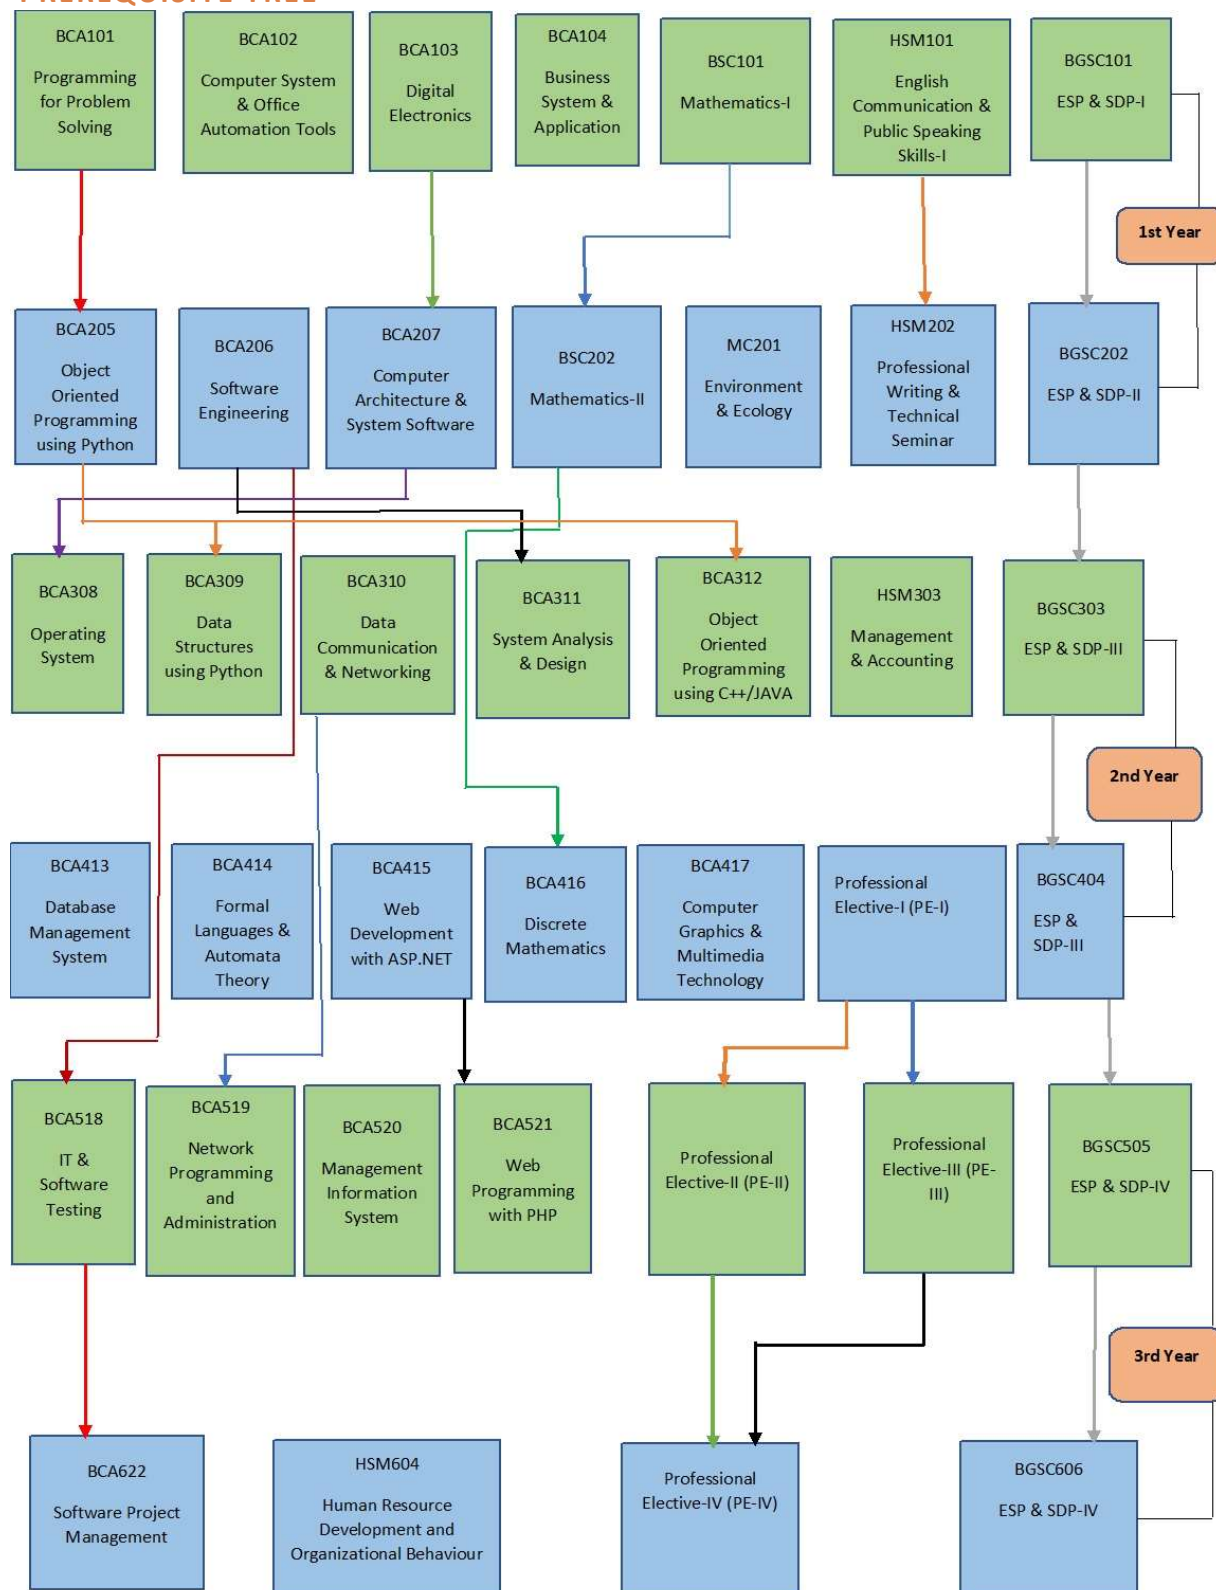 PREREQUISITE TREE
BCA101
Programming
for Problem
Solving
BCA102
Computer System
& Office
Automation Tools
BCA103
Digital
Electronics
BCA104
Business
System &
Application
BSC101
Mathematics-I
HSM101
English
Communication &
Public Speaking
Skills-I
BGSC101
ESP & SDP-I
1st Year
BCA205
Object
Oriented
Programming
using Python
BCA206
Software
Engineering
BCA207
Computer
Architecture &
System Software
BSC202
Mathematics-II
MC201
Environment
& Ecology
HSM202
Professional
Writing &
Technical
Seminar
BGSC202
ESP & SDP-II
BCA308
Operating
System
BCA309
Data
Structures
using Python
BCA310
Data
Communication
& Networking
BCA311
System Analysis
& Design
BCA312
Object
Oriented
Programming
using C++/JAVA
HSM303
Management
& Accounting
BGSC303
ESP & SDP-III
2nd Year
BCA413
Database
Management
System
BCA414
Formal
Languages &
Automata
Theory
BCA415
Web
Development
with ASP.NET
BCA416
Discrete
Mathematics
BCA417
Computer
Graphics &
Multimedia
Technology
Professional
Elective-I (PE-I)
BGSC404
ESP &
SDP-III
BCA518
IT &
Software
Testing
BCA519
Network
Programming
and
Administration
BCA520
Management
Information
System
BCA521
Web
Programming
with PHP
Professional
Elective-II (PE-II)
Professional
Elective-III (PE-
III)
BGSC505
ESP & SDP-IV
3rd Year
BCA622
Software Project
Management
HSM604
Human Resource
Development and
Organizational Behaviour
Professional
Elective-IV (PE-IV)
BGSC606
ESP & SDP-IV